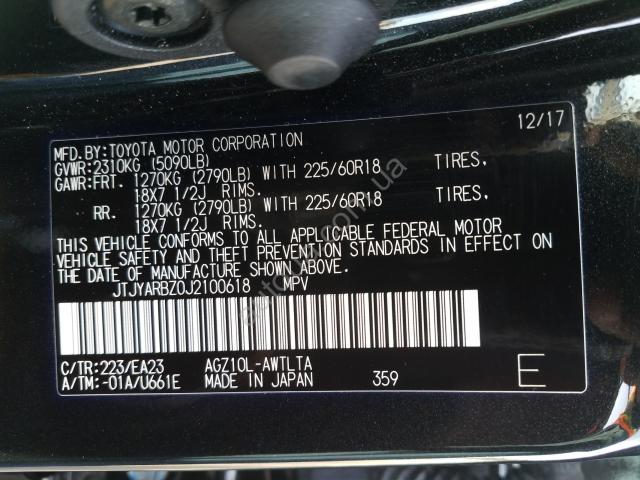 12/17
MFD.BY:TOYOTA MOTOR CORPORATION
GVWR:2310KG (5090LB)
GAWR:FRT. 1270KG (2790LB) WITH 225/60R18 TIRES,
18X7 1/2J RIMS.
RR. 1270KG (2790LB) WITH 225/60R18 TIRES,
18X7 1/2J RIMS.
THIS VEHICLE CONFORMS TO ALL APPLICABLE FEDERAL MOTOR
VEHICLE SAFETY AND THEFT PREVENTION STANDARDS IN EFFECT ON
THE DATE OF MANUFACTURE SHOWN ABOVE.
JTJYARBZ0J2100618 MPV
C/TR:223/EA23 AGZ10L-AWTLTA
A/TM:-01A/U661E MADE IN JAPAN 359 E